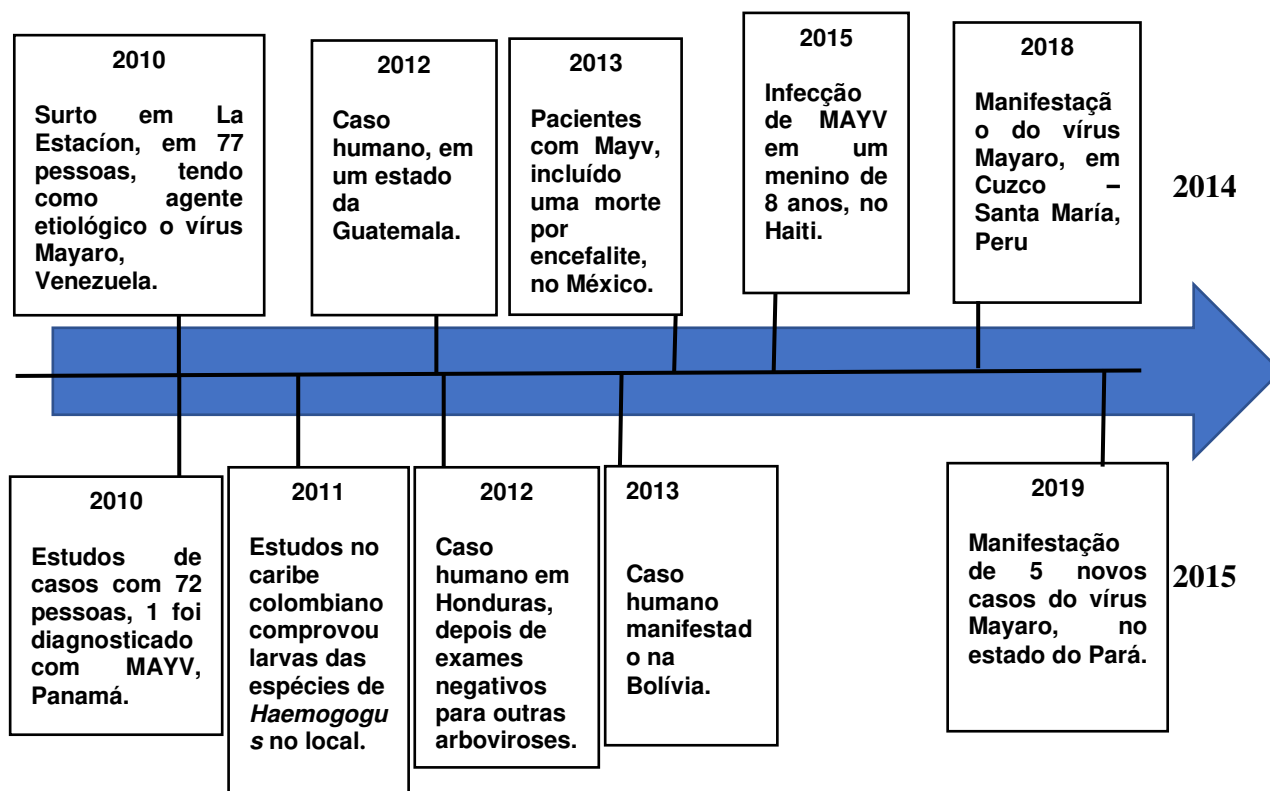 2010
Surto em La
Estacíon, em 77
pessoas, tendo
como agente
etiológico o vírus
Mayaro,
Venezuela.
2012
Caso
humano, em
um estado
da
Guatemala.
2013
Pacientes
com Mayv,
incluído
uma morte
por
encefalite,
no México.
2015
Infecção
de MAYV
em um
menino de
8 anos, no
Haiti.
2018
Manifestaçã
o do vírus
Mayaro, em
Cuzco –
Santa María,
Peru
2014
2010
Estudos de
casos com 72
pessoas, 1 foi
diagnosticado
com MAYV,
Panamá.
2011
Estudos no
caribe
colombiano
comprovou
larvas das
espécies de
Haemogogu
s no local.
2012
Caso
humano em
Honduras,
depois de
exames
negativos
para outras
arboviroses.
2013
Caso
humano
manifestad
o na
Bolívia.
2019
Manifestação
de 5 novos
casos do vírus
Mayaro, no
estado do Pará.
2015